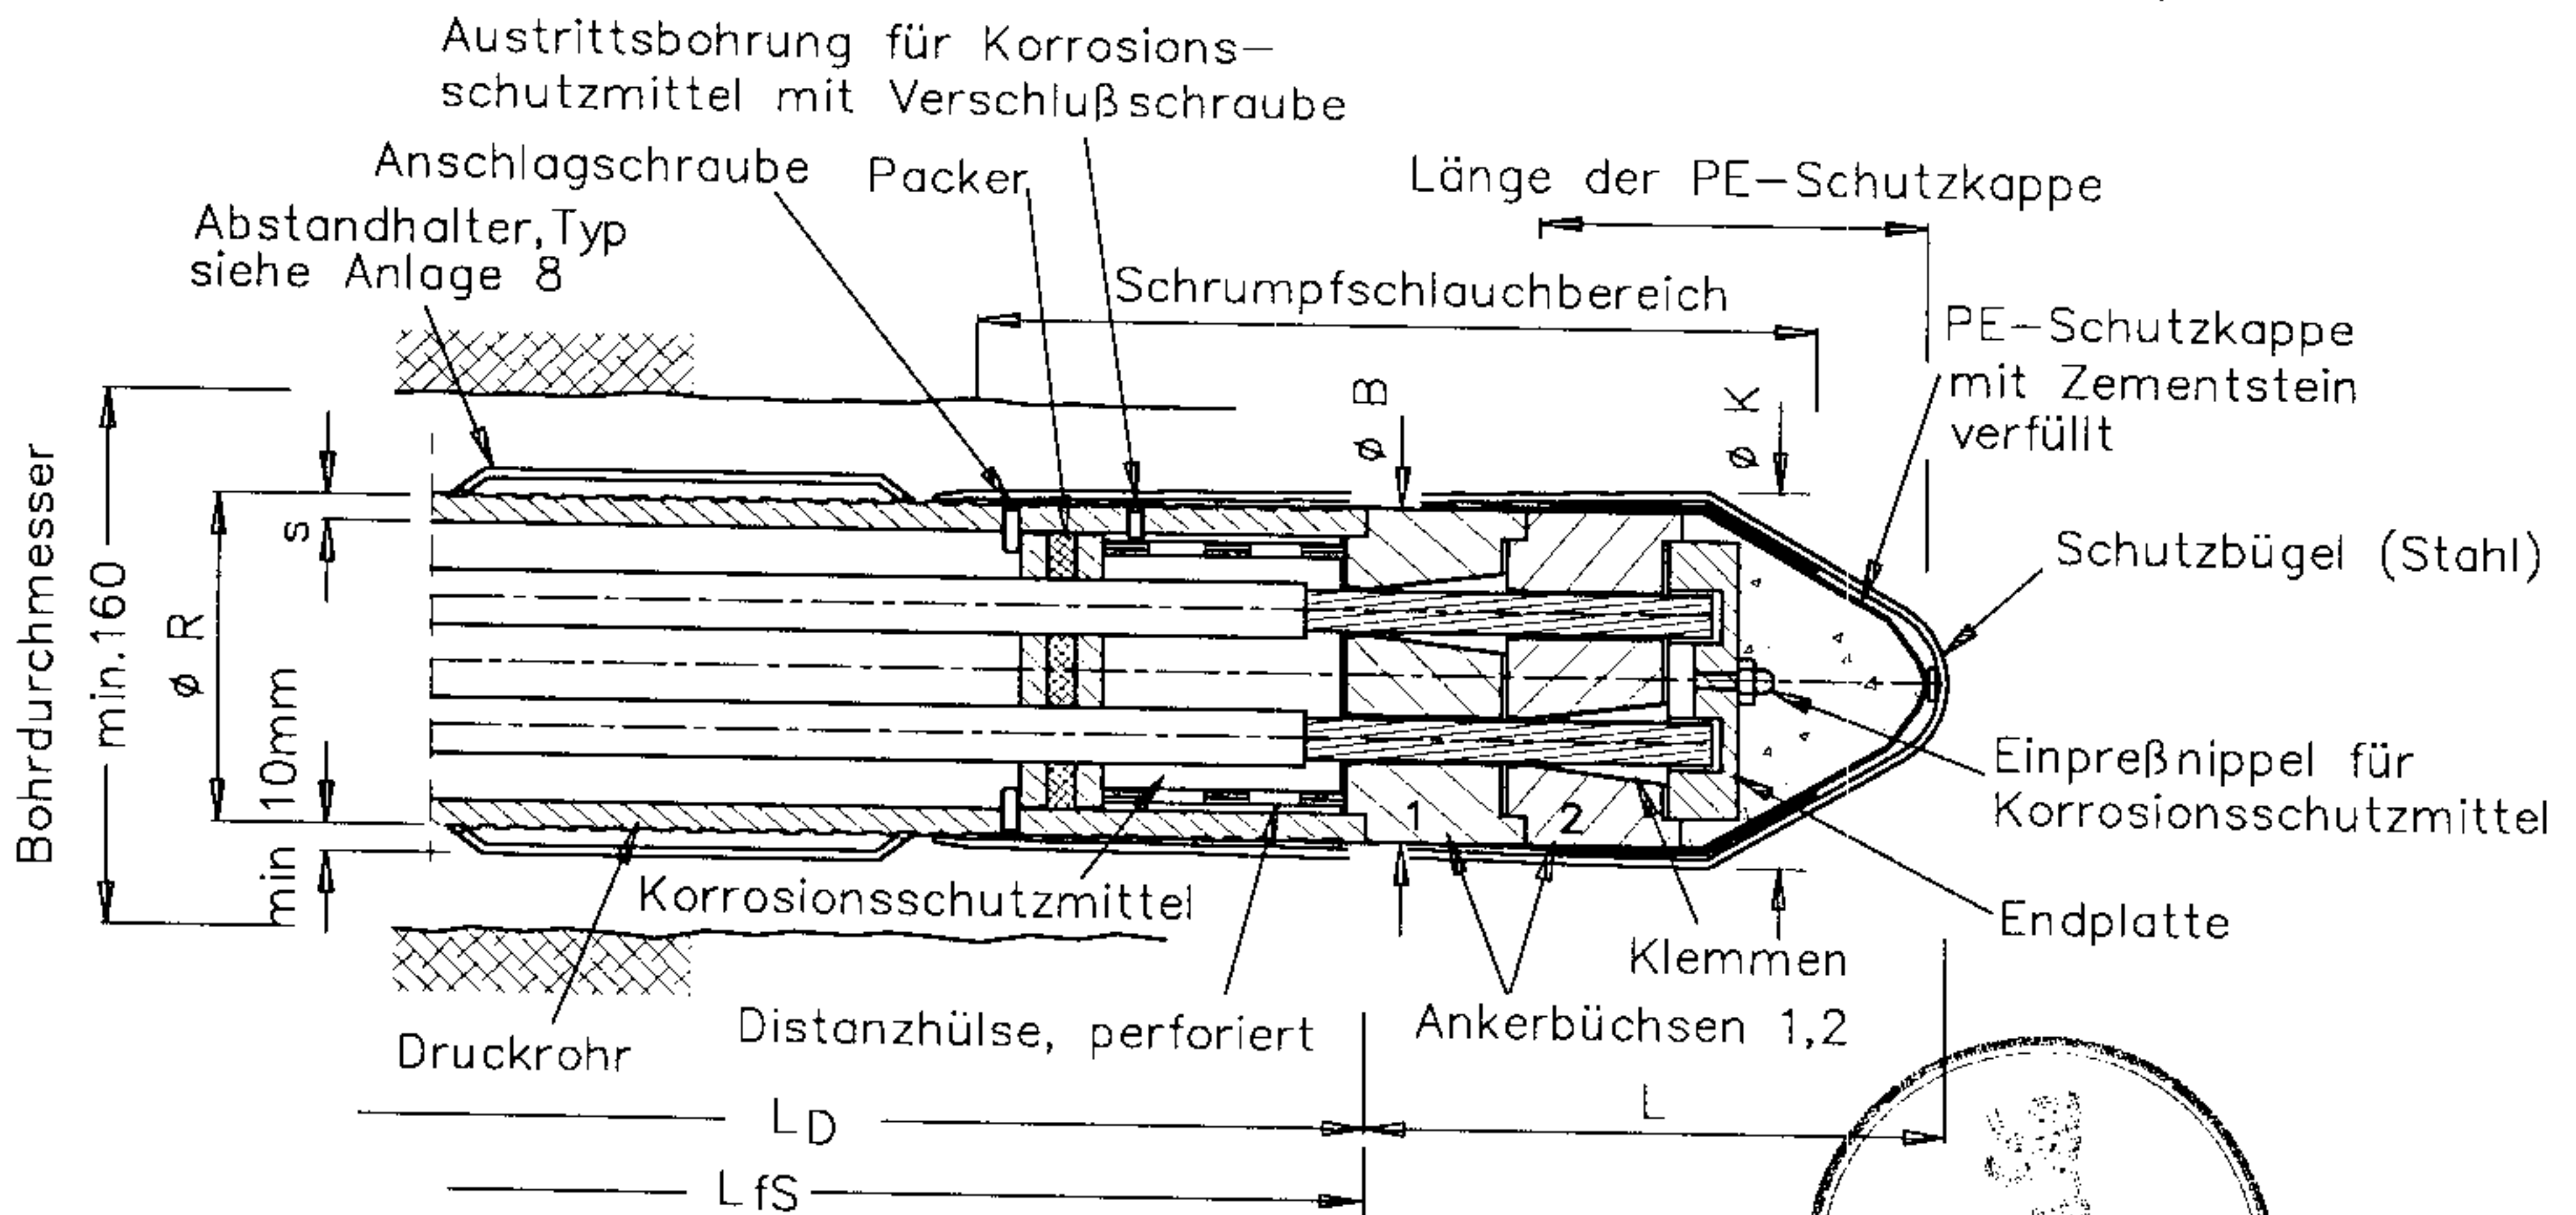 Austrittsbohrung für Korrosions-
schutzmittel mit Verschlußschraube
Anschlagschraube
Packer
Länge der PE-Schutzkappe
Abstandhalter, Typ
siehe Anlage 8
Schrumpfschlauchbereich
PE-Schutzkappe
mit Zementstein
verfüllt
ø B
ø K
Bohrdurchmesser
min.160
ø R
s
min 10mm
Schutzbügel (Stahl)
1
2
Einpreßnippel für
Korrosionsschutzmittel
Korrosionsschutzmittel
Endplatte
Klemmen
Distanzhülse, perforiert
Ankerbüchsen 1,2
Druckrohr
LD
L
LfS